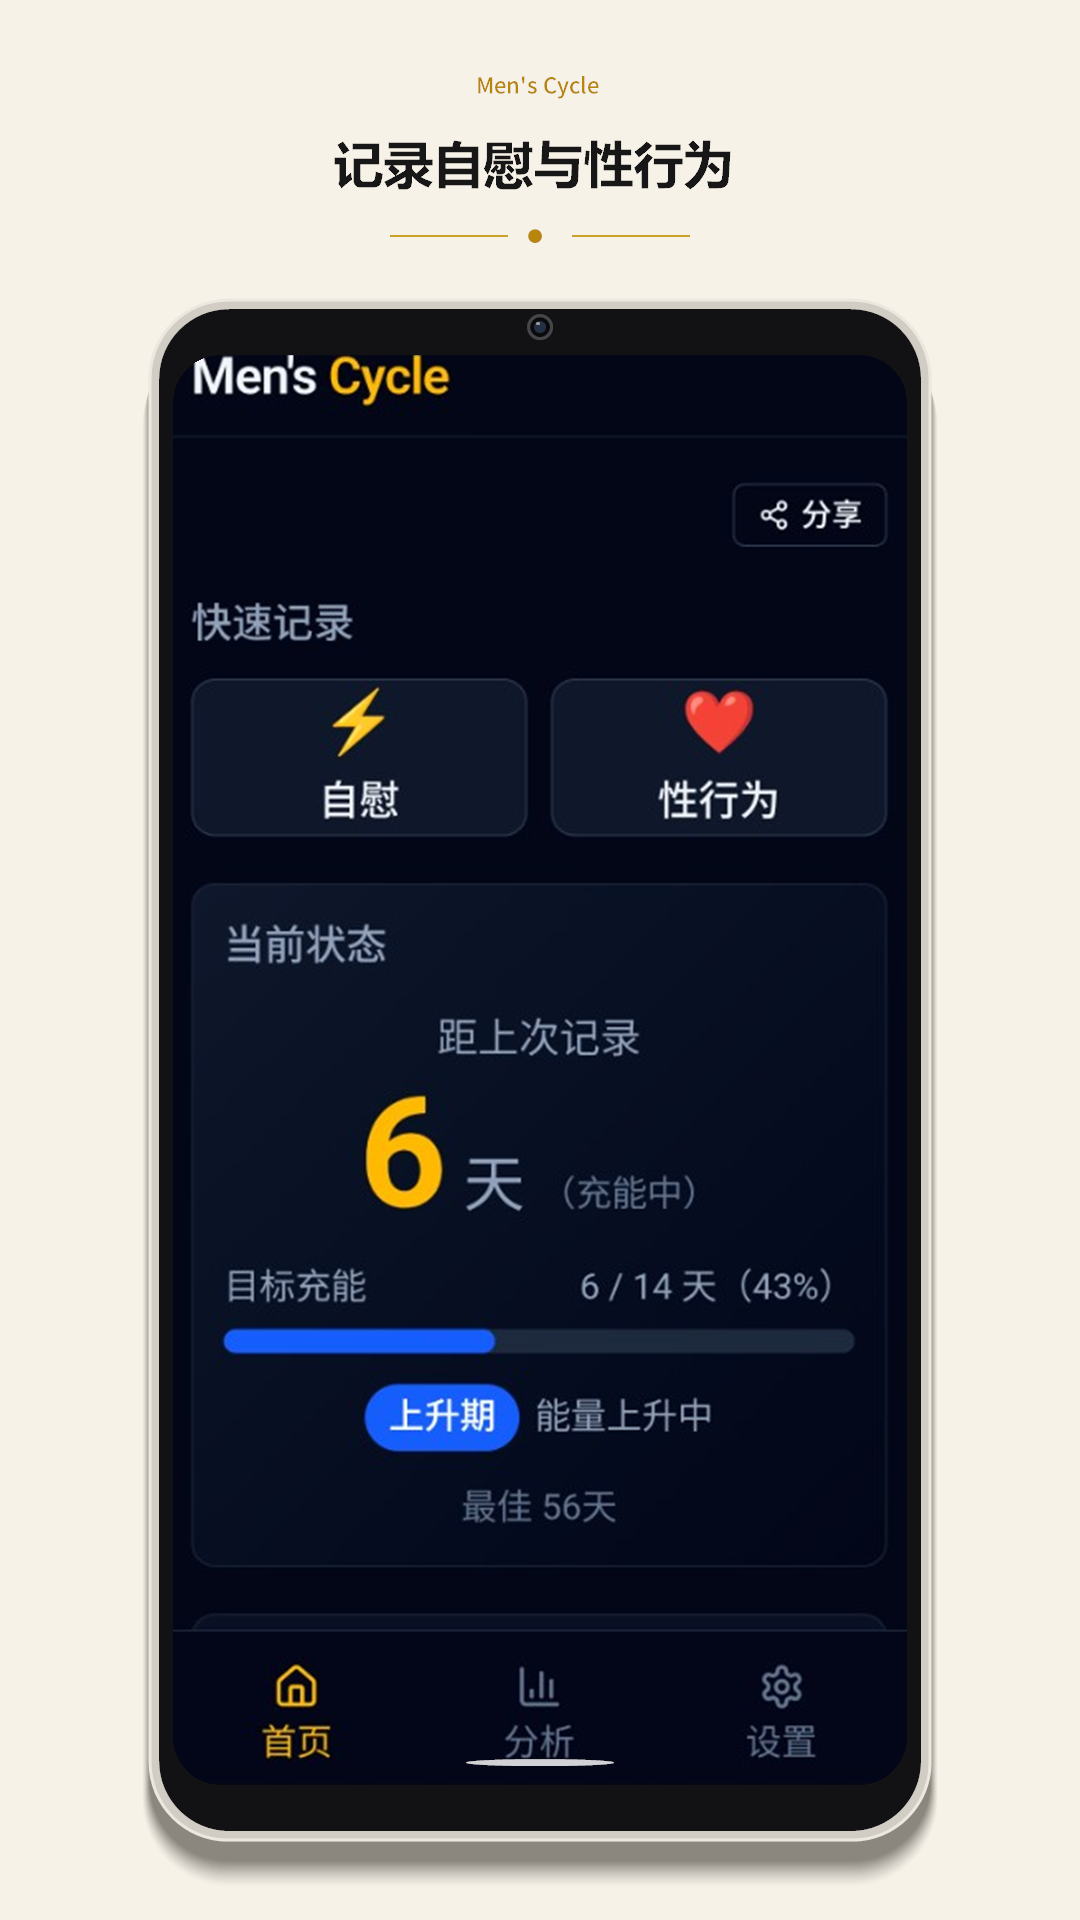 Men's Cycle
记录自慰与性行为
Men's Cycle
分享
快速记录
自慰
性行为
当前状态
距上次记录
6 天 （充能中）
目标充能 6 / 14 天（43%）
上升期 能量上升中
最佳 56天
首页 分析 设置